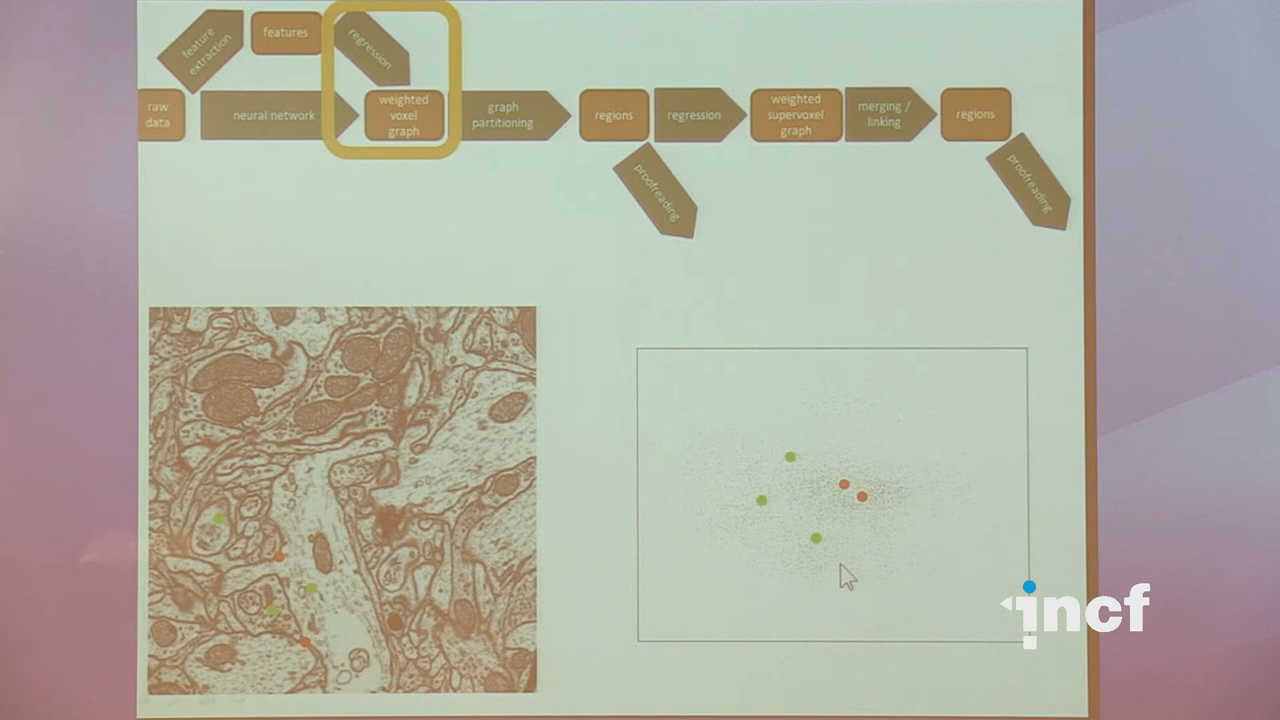 feature
extraction
features
regression
raw
data
neural network
weighted
voxel
graph
graph
partitioning
regions
regression
weighted
supervoxel
graph
merging /
linking
regions
proofreading
proofreading
incf